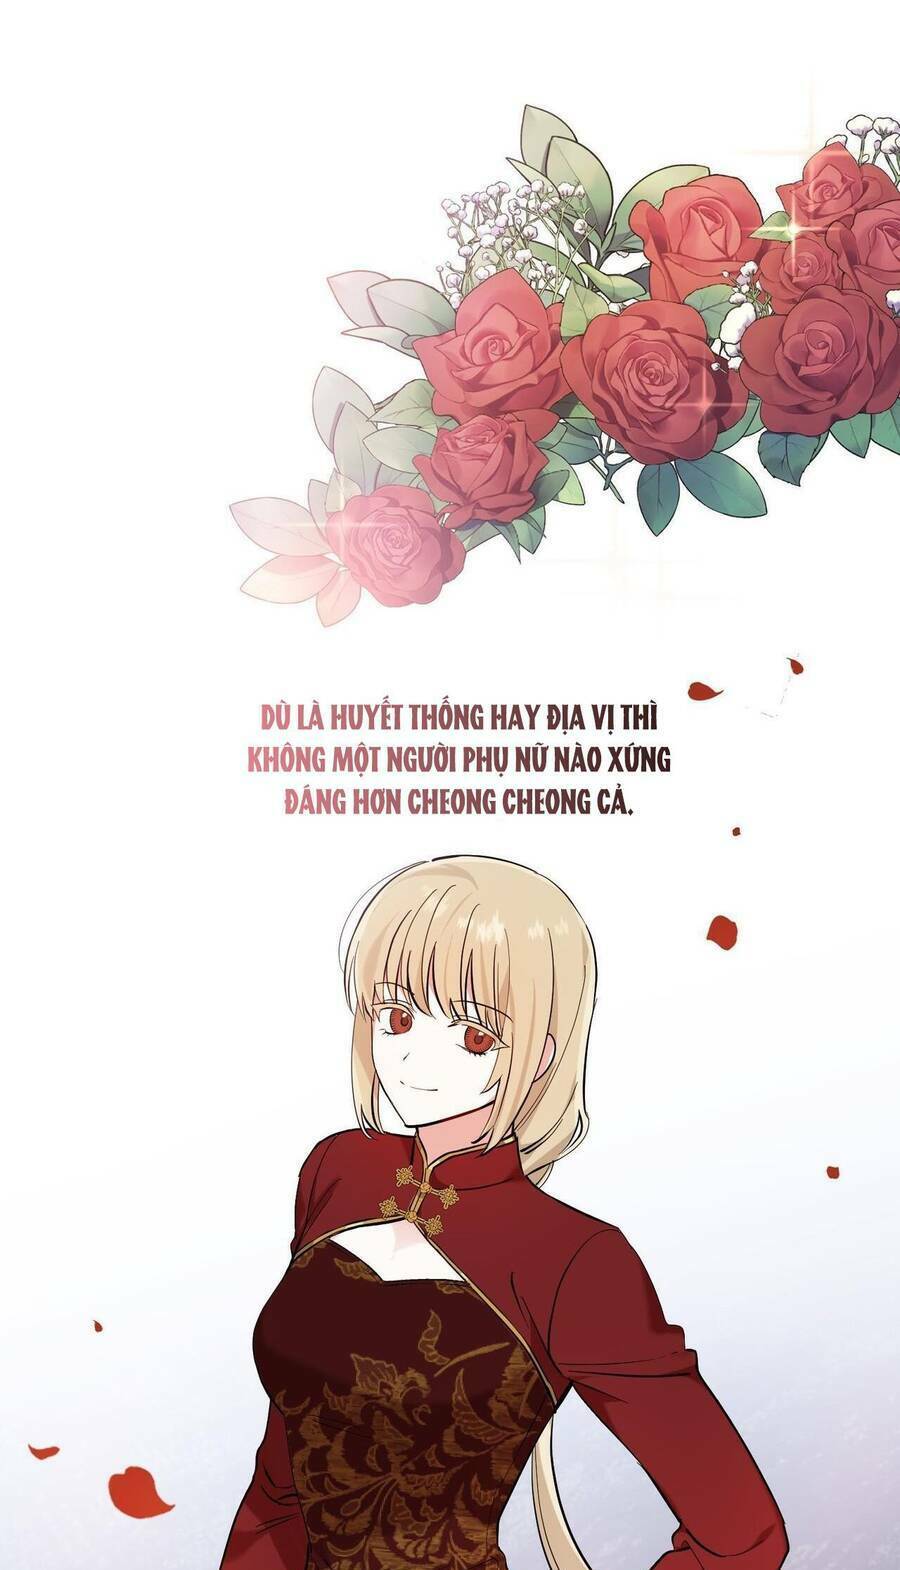 DÙ LÀ HUYẾT THỐNG HAY ĐỊA VỊ THÌ
KHÔNG MỘT NGƯỜI PHỤ NỮ NÀO XỨNG
ĐÁNG HƠN CHEONG CHEONG CẢ.